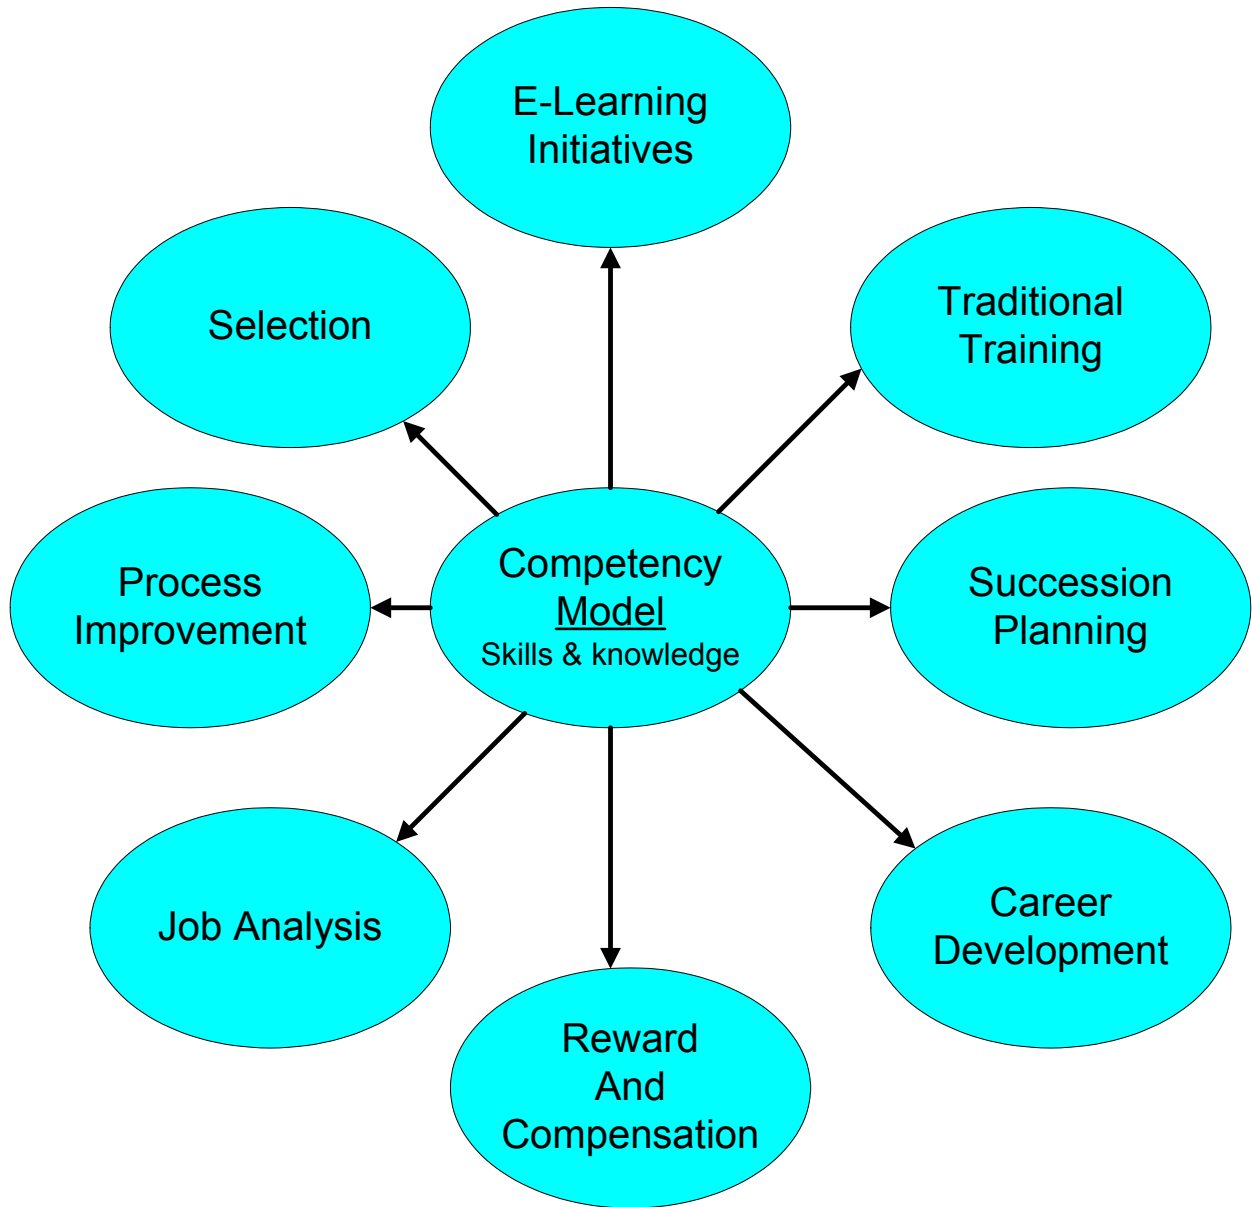 E-Learning
Initiatives
Selection
Traditional
Training
Process
Improvement
Competency
Model
Skills & knowledge
Succession
Planning
Job Analysis
Career
Development
Reward
And
Compensation